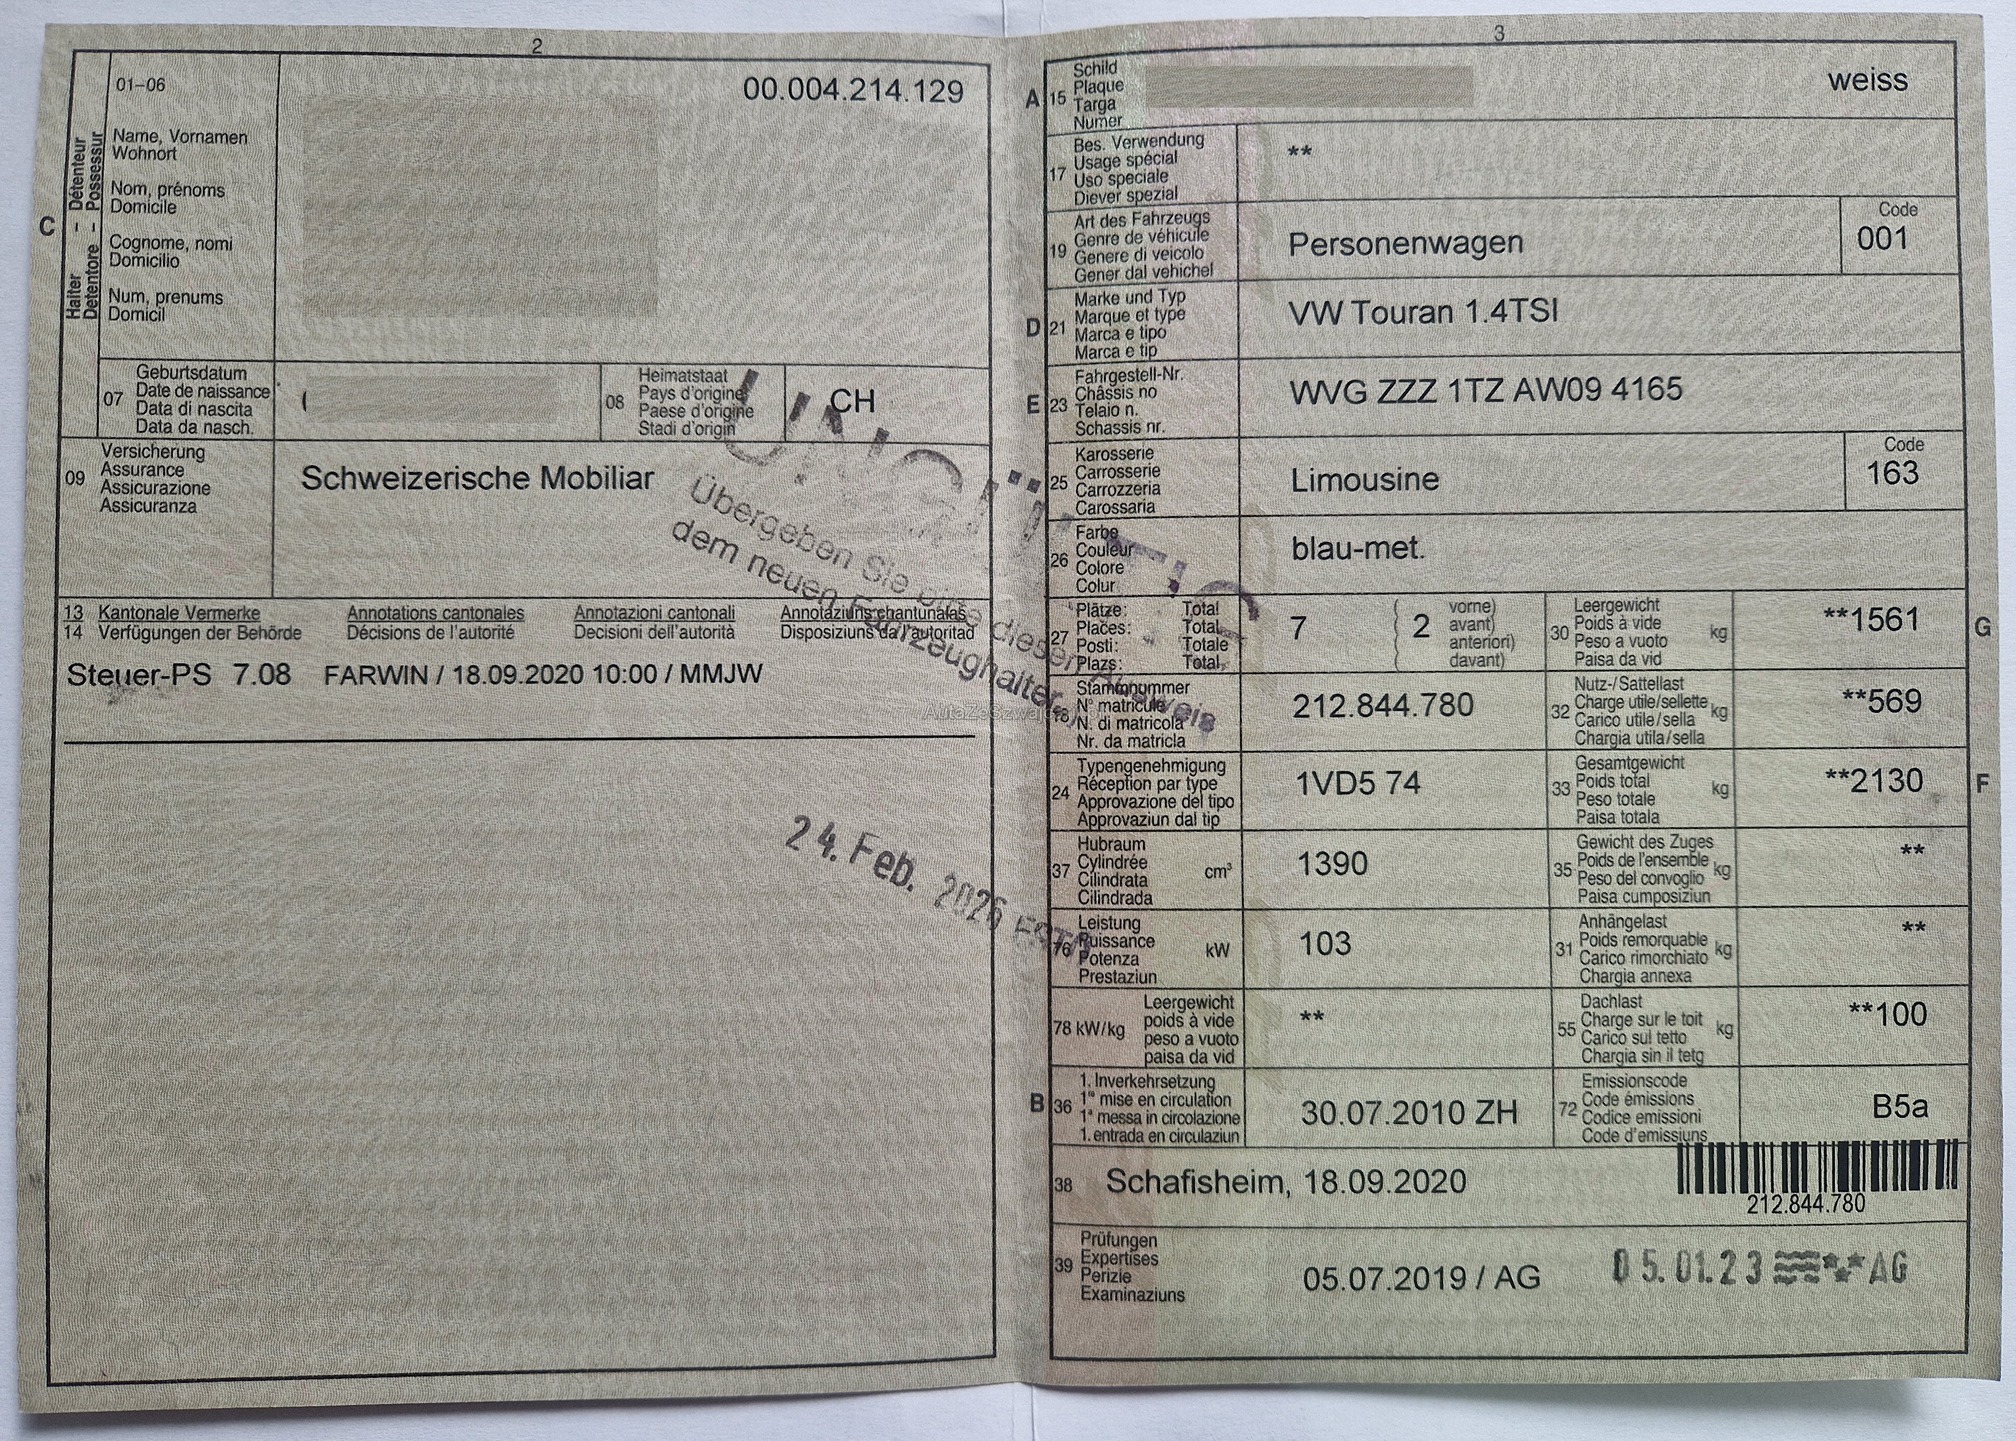 2
01–06
00.004.214.129
Halter – Détenteur
Detentore – Possessur
C
Name, Vornamen
Wohnort
Nom, prénoms
Domicile
Cognome, nomi
Domicilio
Num, prenums
Domicil
07
Geburtsdatum
Date de naissance
Data di nascita
Data da nasch.
08
Heimatstaat
Pays d'origine
Paese d'origine
Stadi d'origin
CH
09
Versicherung
Assurance
Assicurazione
Assicuranza
Schweizerische Mobiliar
13 Kantonale Vermerke Annotations cantonales Annotazioni cantonali Annotaziuns chantunalas
14 Verfügungen der Behörde Décisions de l'autorité Decisioni dell'autorità Disposiziuns da l'autoritad
Steuer-PS 7.08 FARWIN / 18.09.2020 10:00 / MMJW
UNGÜLTIG
Übergeben Sie bitte diesen Ausweis
dem neuen Fahrzeughalter.
24. Feb. 2026
3
A 15
Schild
Plaque
Targa
Numer
weiss
17
Bes. Verwendung
Usage spécial
Uso speciale
Diever spezial
**
19
Art des Fahrzeugs
Genre de véhicule
Genere di veicolo
Gener dal vehichel
Personenwagen
Code
001
D 21
Marke und Typ
Marque et type
Marca e tipo
Marca e tip
VW Touran 1.4TSI
E 23
Fahrgestell-Nr.
Châssis no
Telaio n.
Schassis nr.
WVG ZZZ 1TZ AW09 4165
25
Karosserie
Carrosserie
Carrozzeria
Carossaria
Limousine
Code
163
26
Farbe
Couleur
Colore
Colur
blau-met.
27
Plätze: Total
Places: Total
Posti: Totale
Plazs: Total
7
2
vorne)
avant)
anteriori)
davant)
30
Leergewicht
Poids à vide
Peso a vuoto
Paisa da vid
kg
**1561
G
18
Stammnummer
N° matricule
N. di matricola
Nr. da matricla
212.844.780
32
Nutz-/Sattellast
Charge utile/sellette
Carico utile/sella
Chargia utila/sella
kg
**569
24
Typengenehmigung
Réception par type
Approvazione del tipo
Approvaziun dal tip
1VD5 74
33
Gesamtgewicht
Poids total
Peso totale
Paisa totala
kg
**2130
F
37
Hubraum
Cylindrée
Cilindrata
Cilindrada
cm³
1390
35
Gewicht des Zuges
Poids de l'ensemble
Peso del convoglio
Paisa cumposiziun
kg
**
76
Leistung
Puissance
Potenza
Prestaziun
kW
103
31
Anhängelast
Poids remorquable
Carico rimorchiato
Chargia annexa
kg
**
78 kW/kg
Leergewicht
poids à vide
peso a vuoto
paisa da vid
**
55
Dachlast
Charge sur le toit
Carico sul tetto
Chargia sin il tetg
kg
**100
B 36
1. Inverkehrsetzung
1re mise en circulation
1a messa in circolazione
1. entrada en circulaziun
30.07.2010 ZH
72
Emissionscode
Code émissions
Codice emissioni
Code d'emissiuns
B5a
38
Schafisheim, 18.09.2020
212.844.780
39
Prüfungen
Expertises
Perizie
Examinaziuns
05.07.2019 / AG
05.01.23 AG